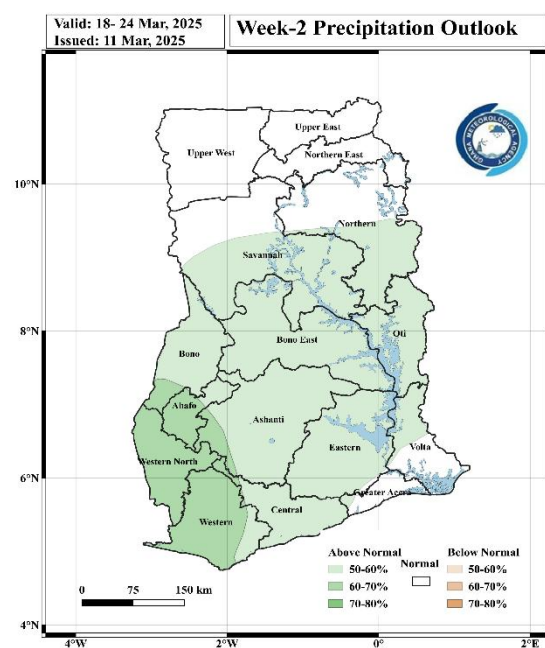 Valid: 18- 24 Mar, 2025
Issued: 11 Mar, 2025
Week-2 Precipitation Outlook
GHANA METEOROLOGICAL AGENCY
Upper East
Upper West
Northern East
10°N
Northern
Savannah
8°N
Oti
Bono East
Bono
Ahafo
Ashanti
Volta
Eastern
Western North
6°N
Greater Accra
Central
Western
Above Normal
Normal
Below Normal
50-60%
50-60%
60-70%
60-70%
70-80%
70-80%
0 75 150 km
4°N
4°W 2°W 0° 2°E